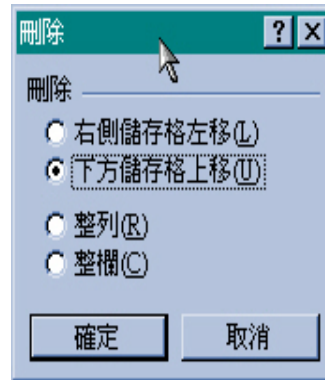 刪除
刪除
右側儲存格左移(L)
下方儲存格上移(U)
整列(R)
整欄(C)
確定 取消